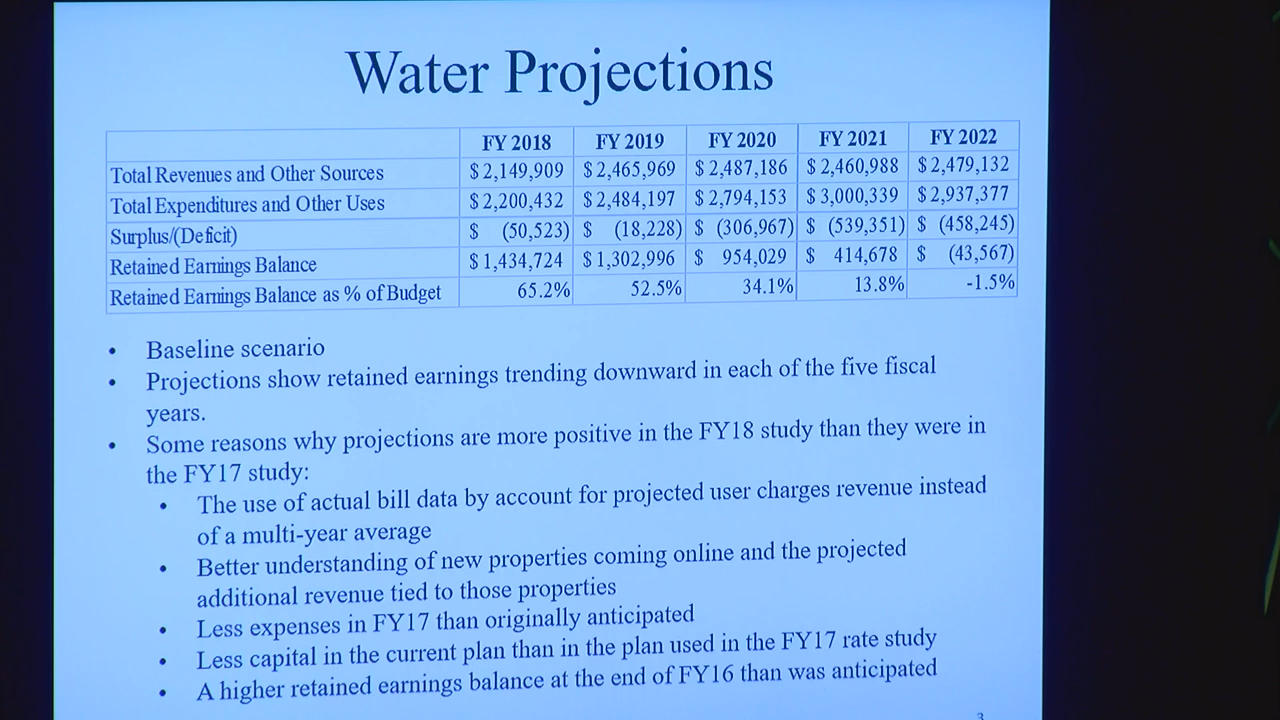 Water Projections
FY 2018 FY 2019 FY 2020 FY 2021 FY 2022
Total Revenues and Other Sources $ 2,149,909 $ 2,465,969 $ 2,487,186 $ 2,460,988 $ 2,479,132
Total Expenditures and Other Uses $ 2,200,432 $ 2,484,197 $ 2,794,153 $ 3,000,339 $ 2,937,377
Surplus/(Deficit) $ (50,523) $ (18,228) $ (306,967) $ (539,351) $ (458,245)
Retained Earnings Balance $ 1,434,724 $ 1,302,996 $ 954,029 $ 414,678 $ (43,567)
Retained Earnings Balance as % of Budget 65.2% 52.5% 34.1% 13.8% -1.5%
• Baseline scenario
• Projections show retained earnings trending downward in each of the five fiscal
years.
• Some reasons why projections are more positive in the FY18 study than they were in
the FY17 study:
• The use of actual bill data by account for projected user charges revenue instead
of a multi-year average
• Better understanding of new properties coming online and the projected
additional revenue tied to those properties
• Less expenses in FY17 than originally anticipated
• Less capital in the current plan than in the plan used in the FY17 rate study
• A higher retained earnings balance at the end of FY16 than was anticipated
3